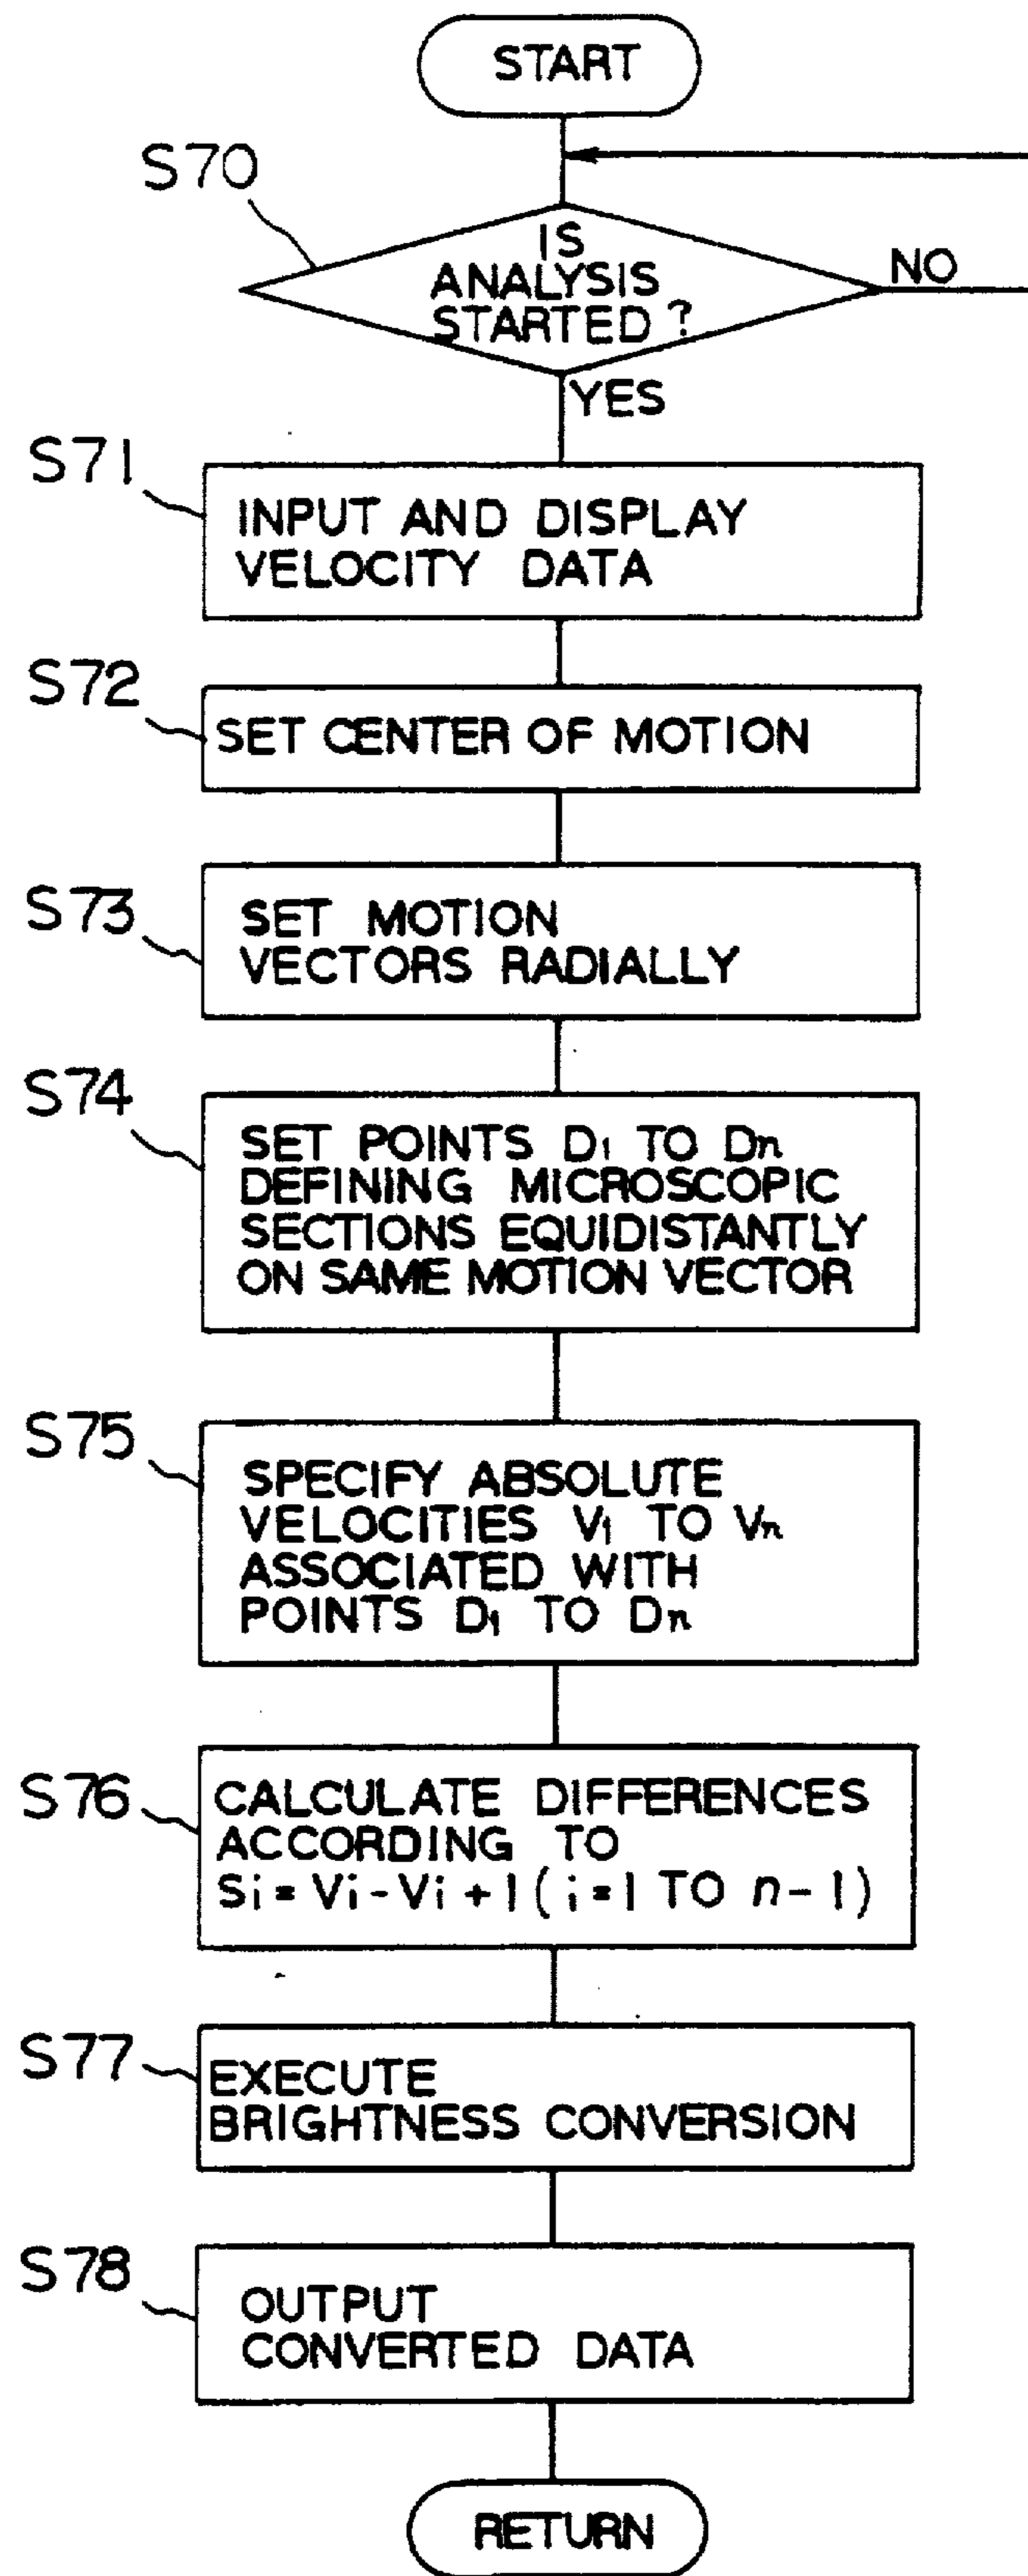 START
S70
IS
ANALYSIS
STARTED?
NO
YES
S71
INPUT AND DISPLAY
VELOCITY DATA
S72
SET CENTER OF MOTION
S73
SET MOTION
VECTORS RADIALLY
S74
SET POINTS D1 TO Dn
DEFINING MICROSCOPIC
SECTIONS EQUIDISTANTLY
ON SAME MOTION VECTOR
S75
SPECIFY ABSOLUTE
VELOCITIES V1 TO Vn
ASSOCIATED WITH
POINTS D1 TO Dn
S76
CALCULATE DIFFERENCES
ACCORDING TO
Si = Vi - Vi + 1 ( i = 1 TO n - 1 )
S77
EXECUTE
BRIGHTNESS CONVERSION
S78
OUTPUT
CONVERTED DATA
RETURN